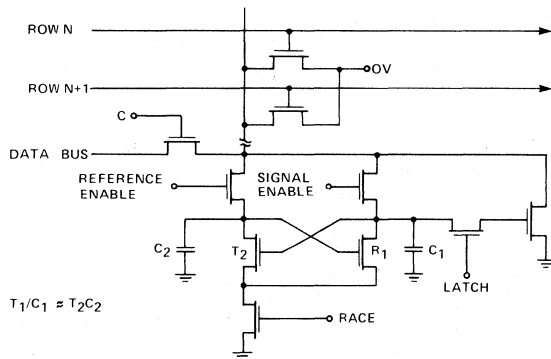 ROW N
OV
ROW N+1
C
DATA BUS
REFERENCE
ENABLE
SIGNAL
ENABLE
C2
T2
R1
C1
LATCH
T1/C1 ≈ T2C2
RACE